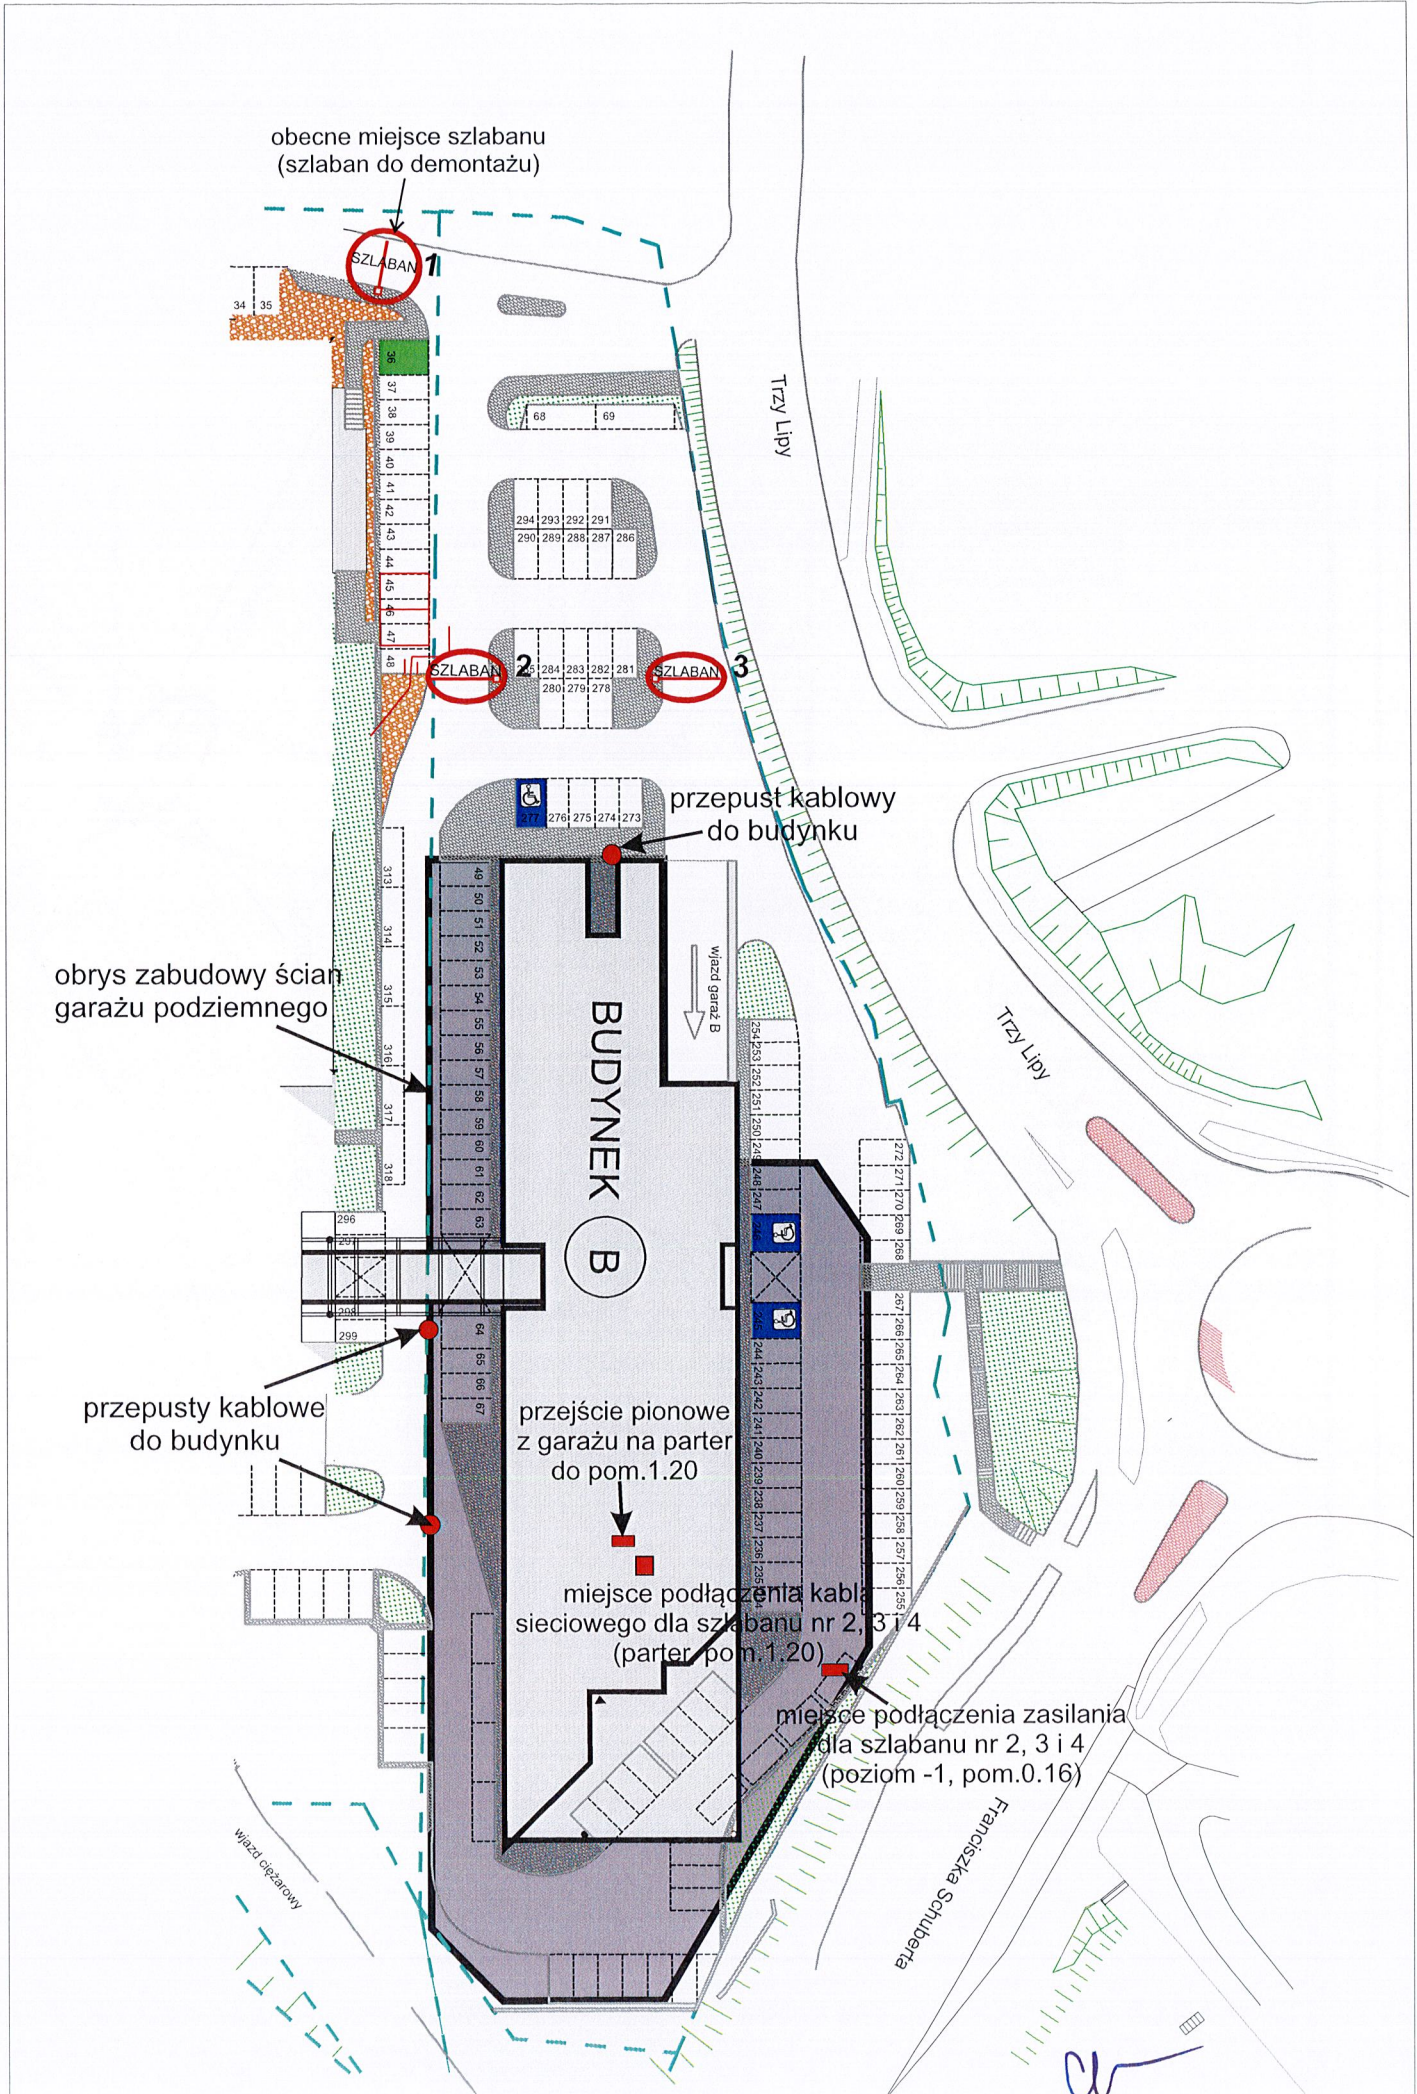 obecne miejsce szlabanu
(szlaban do demontażu)
SZLABAN 1
34 35
36
37
38
39
40
41
42
43
44
45
46
47
48
68 69
Trzy Lipy
294 293 292 291
290 289 288 287 286
SZLABAN 2
284 283 282 281
280 279 278
SZLABAN 3
277 276 275 274 273
przepust kablowy
do budynku
313
314
315
316
317
318
49
50
51
52
53
54
55
56
57
58
59
60
61
62
63
obrys zabudowy ścian
garażu podziemnego
BUDYNEK
B
wjazd garaż B
254
253
252
251
250
249
248
247
272
271
270
269
268
Trzy Lipy
296
298
299
64
65
66
67
245
244
243
242
241
240
239
238
237
236
235
267
266
265
264
263
262
261
260
259
258
257
256
255
przepusty kablowe
do budynku
przejście pionowe
z garażu na parter
do pom.1.20
miejsce podłączenia kabla
sieciowego dla szlabanu nr 2, 3 i 4
(parter, pom.1.20)
miejsce podłączenia zasilania
dla szlabanu nr 2, 3 i 4
(poziom -1, pom.0.16)
wjazd ciężarowy
Franciszka Schuberta